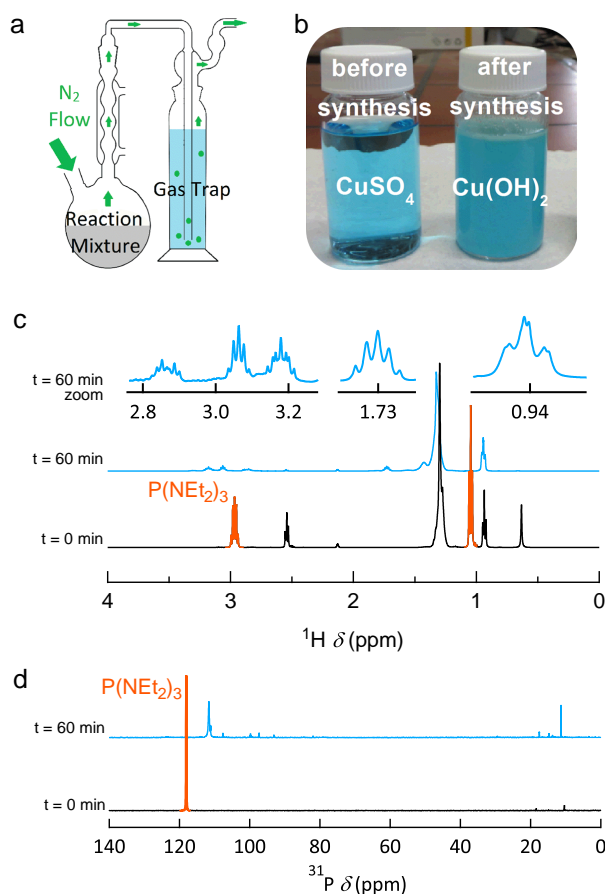 a
N₂
Flow
Reaction
Mixture
Gas Trap
b
before
synthesis
CuSO₄
after
synthesis
Cu(OH)₂
c
t = 60 min
zoom
2.8 3.0 3.2 1.73 0.94
t = 60 min
P(NEt₂)₃
t = 0 min
4 3 2 1 0
¹H δ (ppm)
d
P(NEt₂)₃
t = 60 min
t = 0 min
140 120 100 80 60 40 20 0
³¹P δ (ppm)